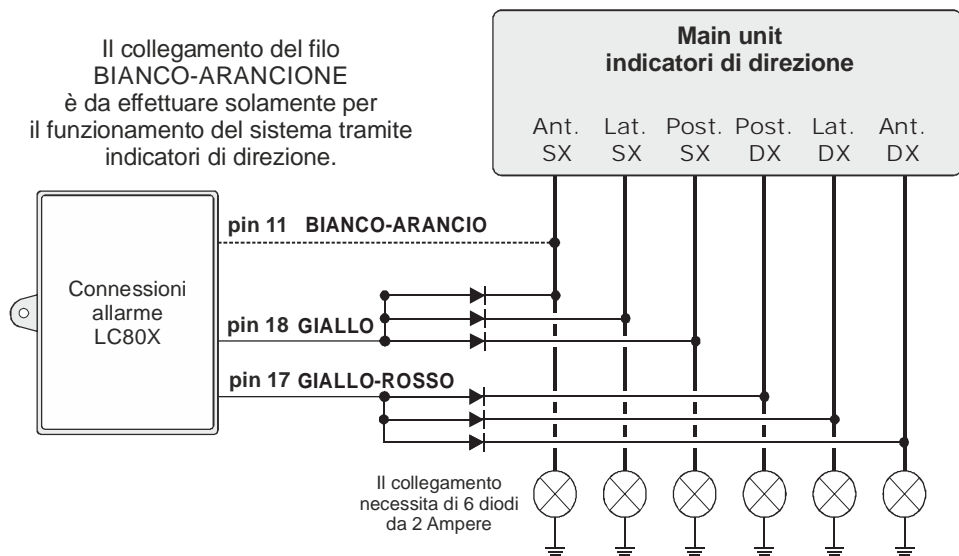 Il collegamento del filo
BIANCO-ARANCIONE
è da effettuare solamente per
il funzionamento del sistema tramite
indicatori di direzione.
Main unit
indicatori di direzione
Ant. Lat. Post. Post. Lat. Ant.
SX SX SX DX DX DX
pin 11 BIANCO-ARANCIO
Connessioni
allarme
LC80X
pin 18 GIALLO
pin 17 GIALLO-ROSSO
Il collegamento
necessita di 6 diodi
da 2 Ampere